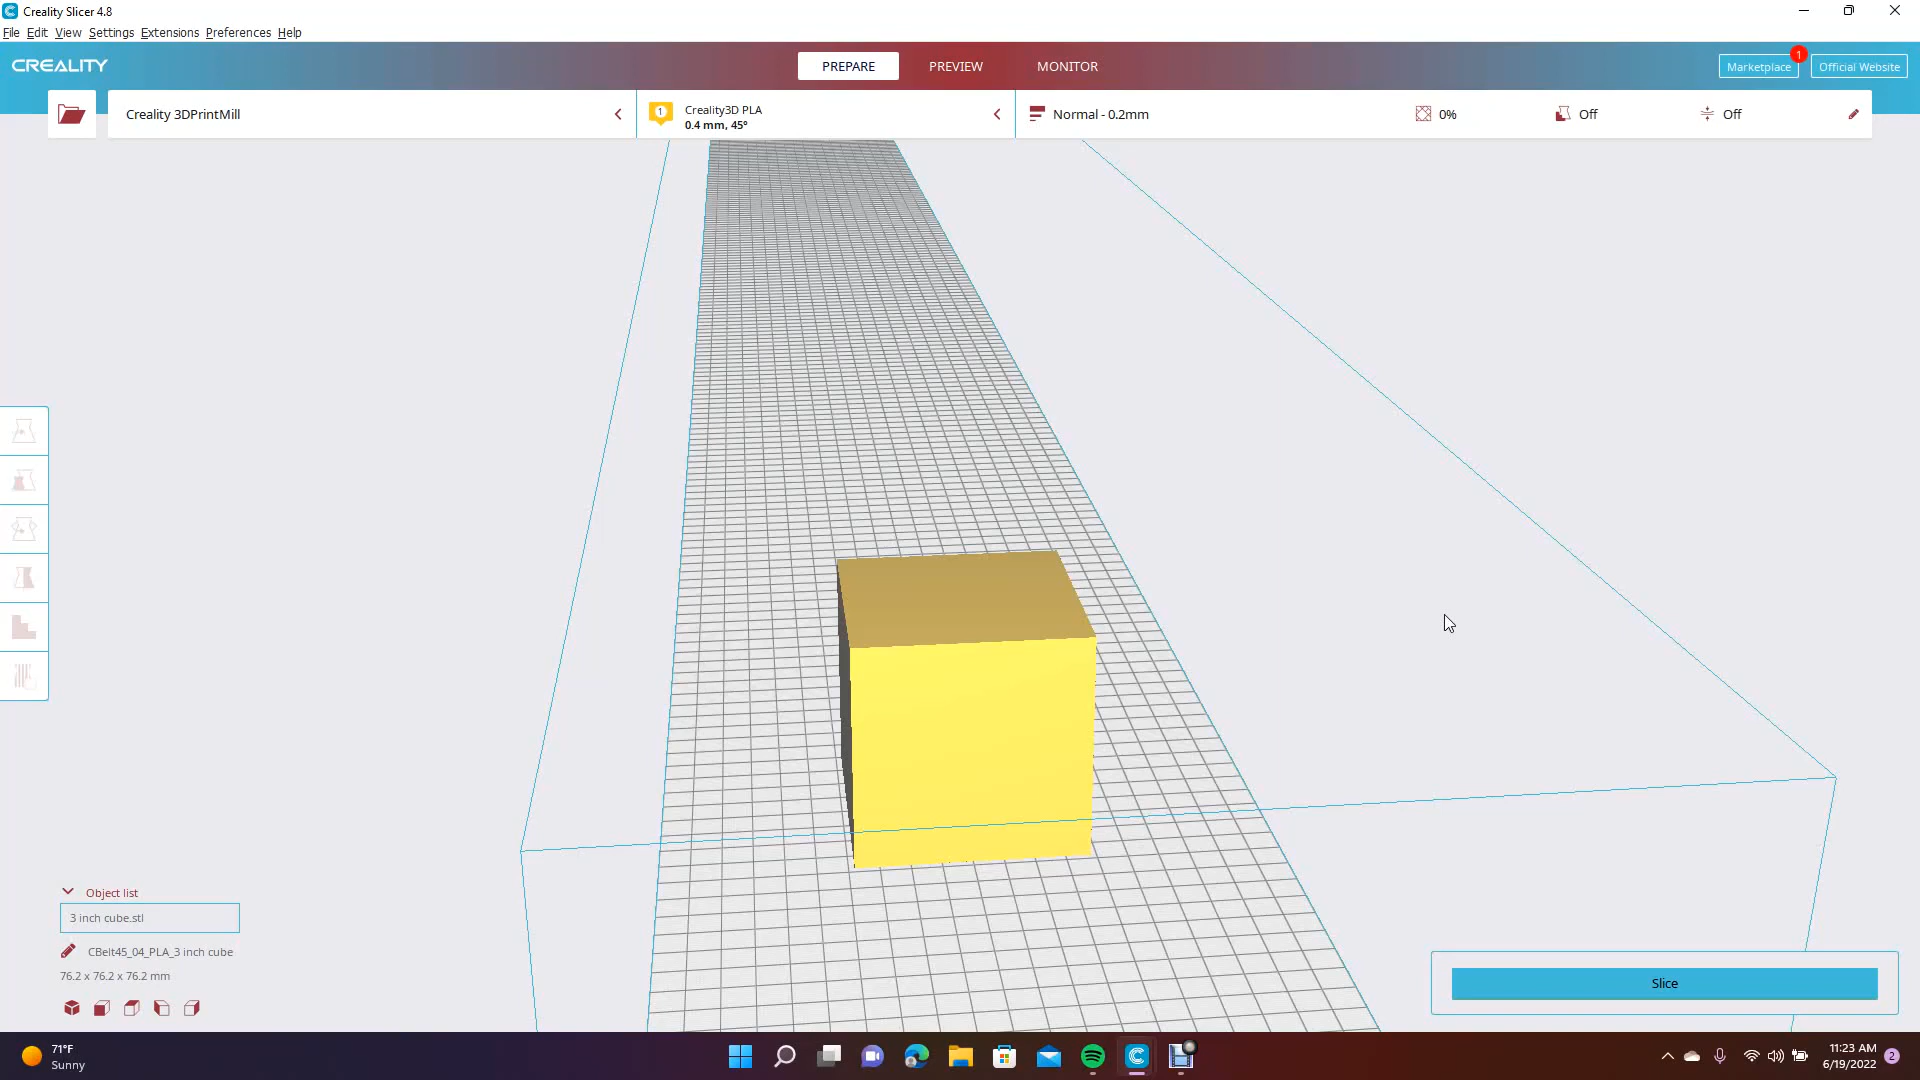 Creality Slicer 4.8
File Edit View Settings Extensions Preferences Help
CREALITY
PREPARE
PREVIEW
MONITOR
Marketplace
1
Official Website
Creality 3DPrintMill
1
Creality3D PLA
0.4 mm, 45°
Normal - 0.2mm
0%
Off
Off
Object list
3 inch cube.stl
CBelt45_04_PLA_3 inch cube
76.2 x 76.2 x 76.2 mm
Slice
71°F
Sunny
11:23 AM
6/19/2022
2